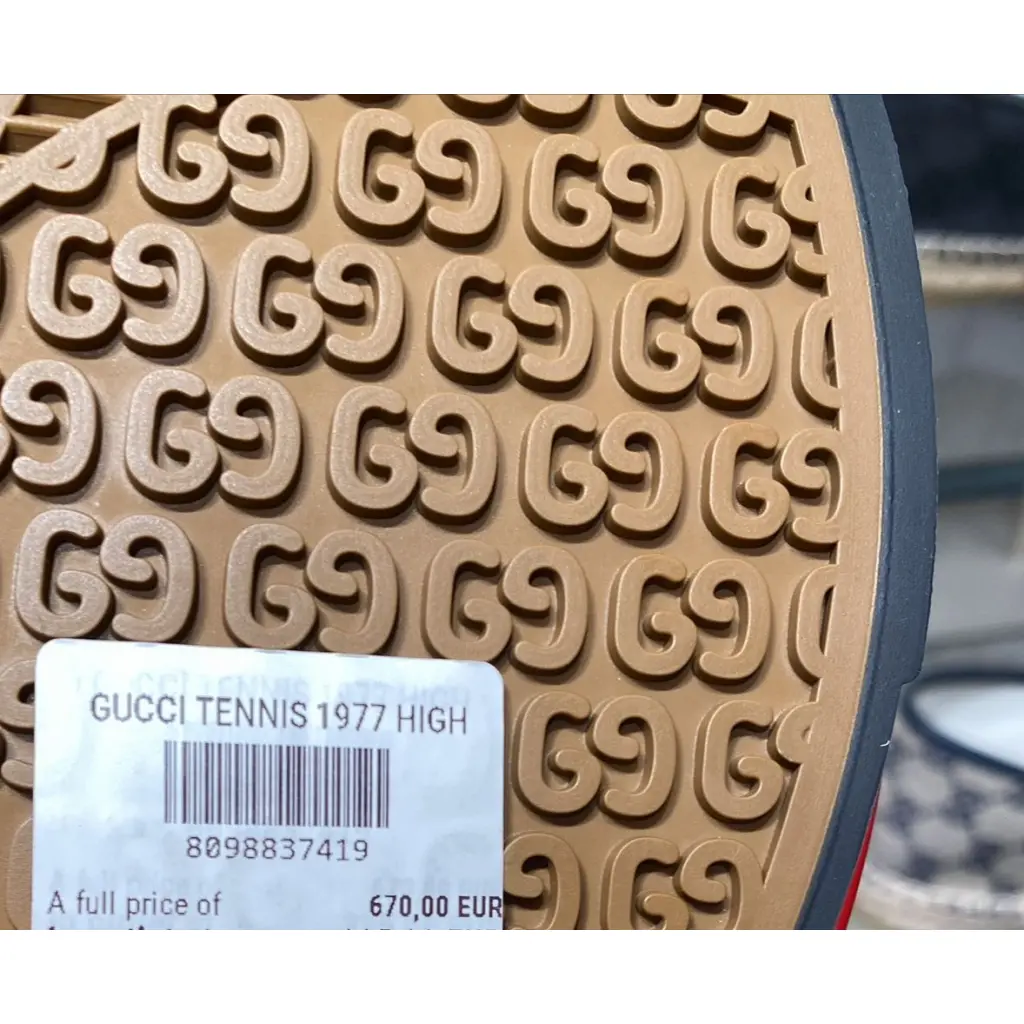 GUCCI TENNIS 1977 HIGH
8098837419
A full price of 670,00 EUR